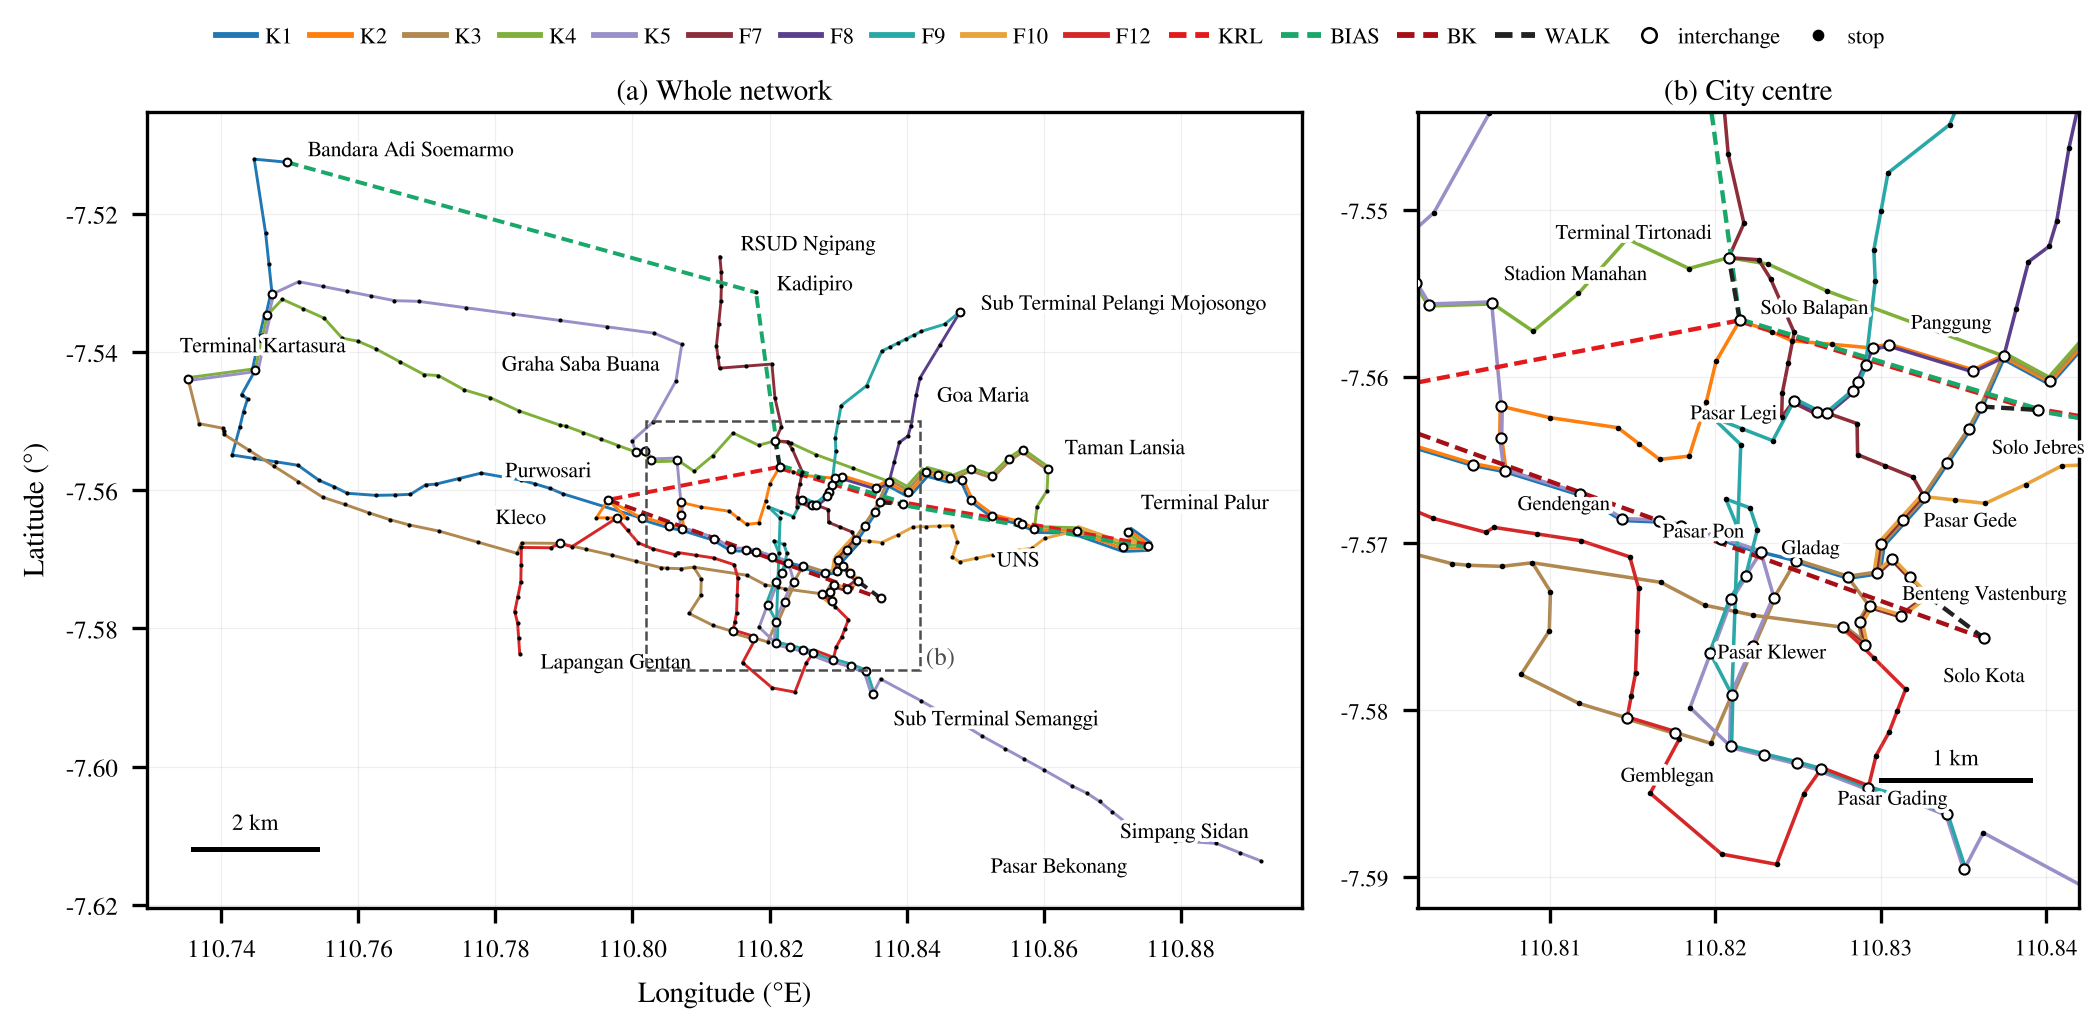 K1 K2 K3 K4 K5 F7 F8 F9 F10 F12 KRL BIAS BK WALK interchange stop
(a) Whole network
Bandara Adi Soemarmo
RSUD Ngipang
Kadipiro
Sub Terminal Pelangi Mojosongo
Terminal Kartasura
Graha Saba Buana
Goa Maria
Taman Lansia
Purwosari
Terminal Palur
Kleco
UNS
Lapangan Gentan
(b)
Sub Terminal Semanggi
Simpang Sidan
Pasar Bekonang
2 km
-7.52
-7.54
-7.56
-7.58
-7.60
-7.62
110.74 110.76 110.78 110.80 110.82 110.84 110.86 110.88
Latitude (°)
Longitude (°E)
(b) City centre
Terminal Tirtonadi
Stadion Manahan
Solo Balapan
Panggung
Pasar Legi
Solo Jebres
Gendengan
Pasar Pon
Pasar Gede
Gladag
Benteng Vastenburg
Pasar Klewer
Solo Kota
Gemblegan
1 km
Pasar Gading
-7.55
-7.56
-7.57
-7.58
-7.59
110.81 110.82 110.83 110.84